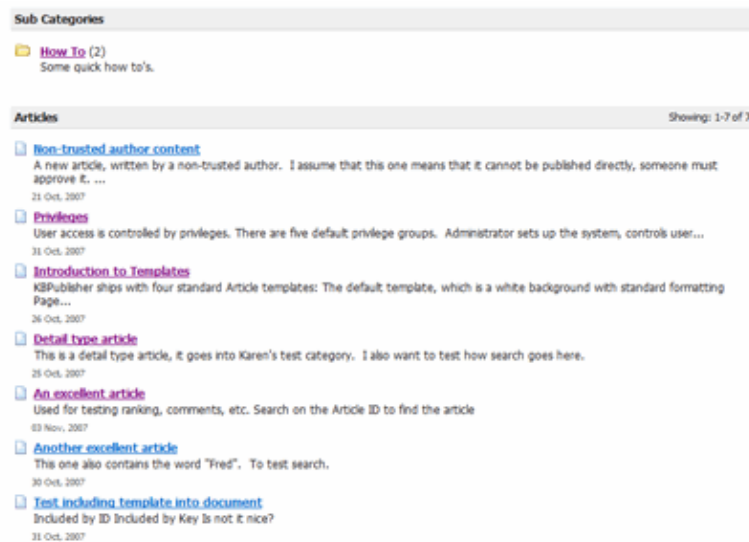 Sub Categories
How To (2)
Some quick how to's.
Articles
Showing: 1-7 of 7
Non-trusted author content
A new article, written by a non-trusted author. I assume that this one means that it cannot be published directly, someone must
approve it. ...
21 Oct, 2007
Privileges
User access is controlled by privileges. There are five default privilege groups. Administrator sets up the system, controls user...
31 Oct, 2007
Introduction to Templates
KBPublisher ships with four standard Article templates: The default template, which is a white background with standard formatting
Page...
26 Oct, 2007
Detail type article
This is a detail type article, it goes into Karen's test category. I also want to test how search goes here.
25 Oct, 2007
An excellent article
Used for testing ranking, comments, etc. Search on the Article ID to find the article
03 Nov, 2007
Another excellent article
This one also contains the word "Fred". To test search.
30 Oct, 2007
Test including template into document
Included by ID Included by Key Is not it nice?
31 Oct, 2007